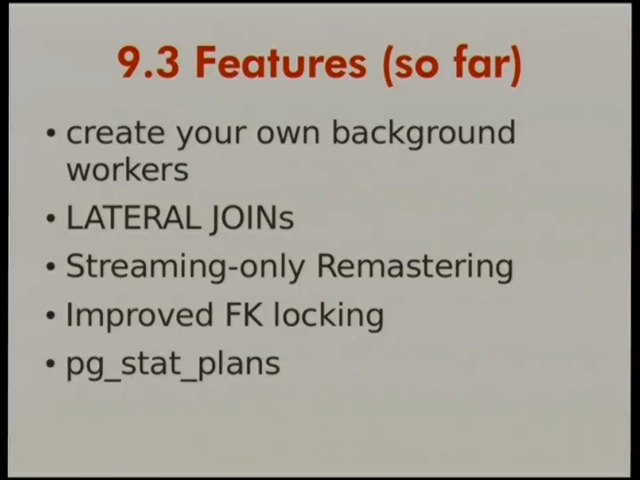 9.3 Features (so far)
• create your own background
workers
• LATERAL JOINs
• Streaming-only Remastering
• Improved FK locking
• pg_stat_plans